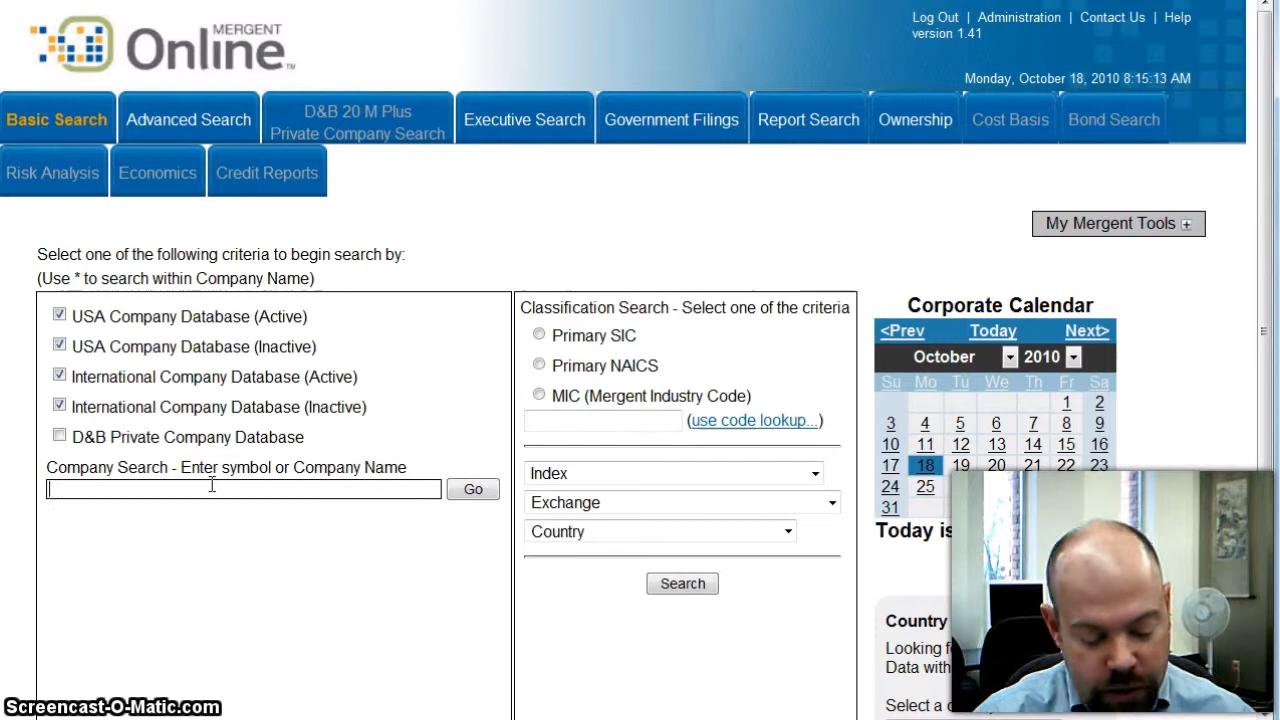 MERGENT
Online™
Log Out | Administration | Contact Us | Help
version 1.41
Monday, October 18, 2010 8:15:13 AM
Basic Search
Advanced Search
D&B 20 M Plus
Private Company Search
Executive Search
Government Filings
Report Search
Ownership
Cost Basis
Bond Search
Risk Analysis
Economics
Credit Reports
My Mergent Tools
Select one of the following criteria to begin search by:
(Use * to search within Company Name)
USA Company Database (Active)
USA Company Database (Inactive)
International Company Database (Active)
International Company Database (Inactive)
D&B Private Company Database
Company Search - Enter symbol or Company Name
Go
Classification Search - Select one of the criteria
Primary SIC
Primary NAICS
MIC (Mergent Industry Code)
(use code lookup...)
Index
Exchange
Country
Search
Corporate Calendar
<Prev Today Next>
October 2010
Su Mo Tu We Th Fr Sa
1 2
3 4 5 6 7 8 9
10 11 12 13 14 15 16
17 18 19 20 21 22 23
24 25
31
Today is
Country
Looking
Data with
Select a
Screencast-O-Matic.com